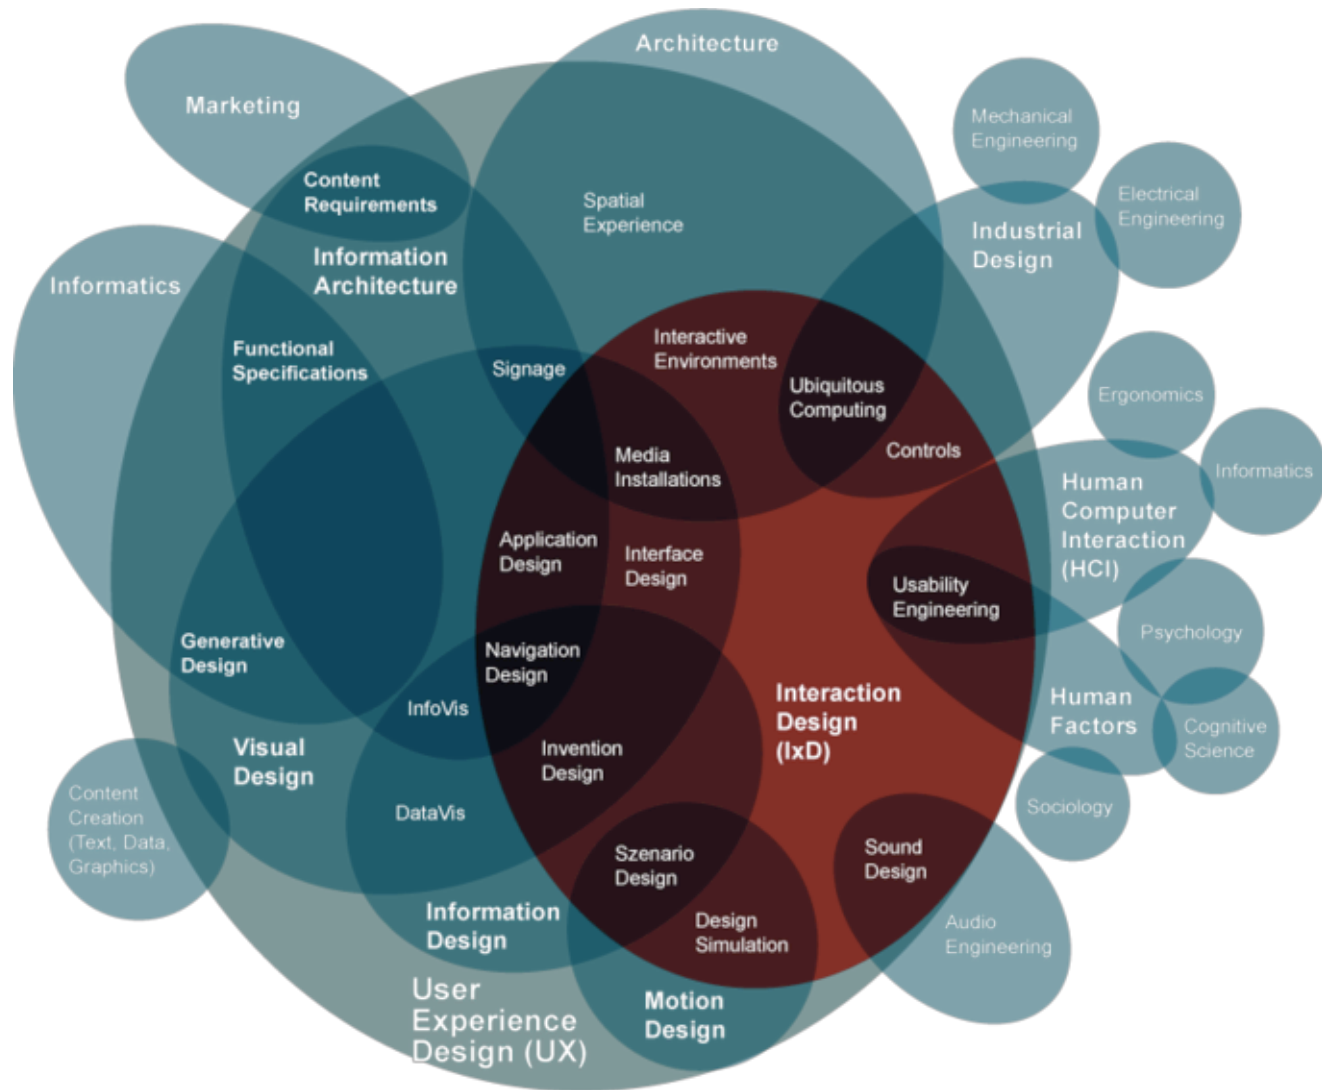 Architecture
Marketing
Mechanical
Engineering
Content
Requirements
Spatial
Experience
Electrical
Engineering
Industrial
Design
Information
Architecture
Informatics
Functional
Specifications
Signage
Interactive
Environments
Ubiquitous
Computing
Ergonomics
Controls
Media
Installations
Informatics
Human
Computer
Interaction
(HCI)
Application
Design
Interface
Design
Usability
Engineering
Generative
Design
Navigation
Design
Psychology
InfoVis
Interaction
Design
(IxD)
Human
Factors
Cognitive
Science
Visual
Design
Invention
Design
Content
Creation
(Text, Data,
Graphics)
DataVis
Sociology
Szenario
Design
Sound
Design
Information
Design
Design
Simulation
Audio
Engineering
User
Experience
Design (UX)
Motion
Design